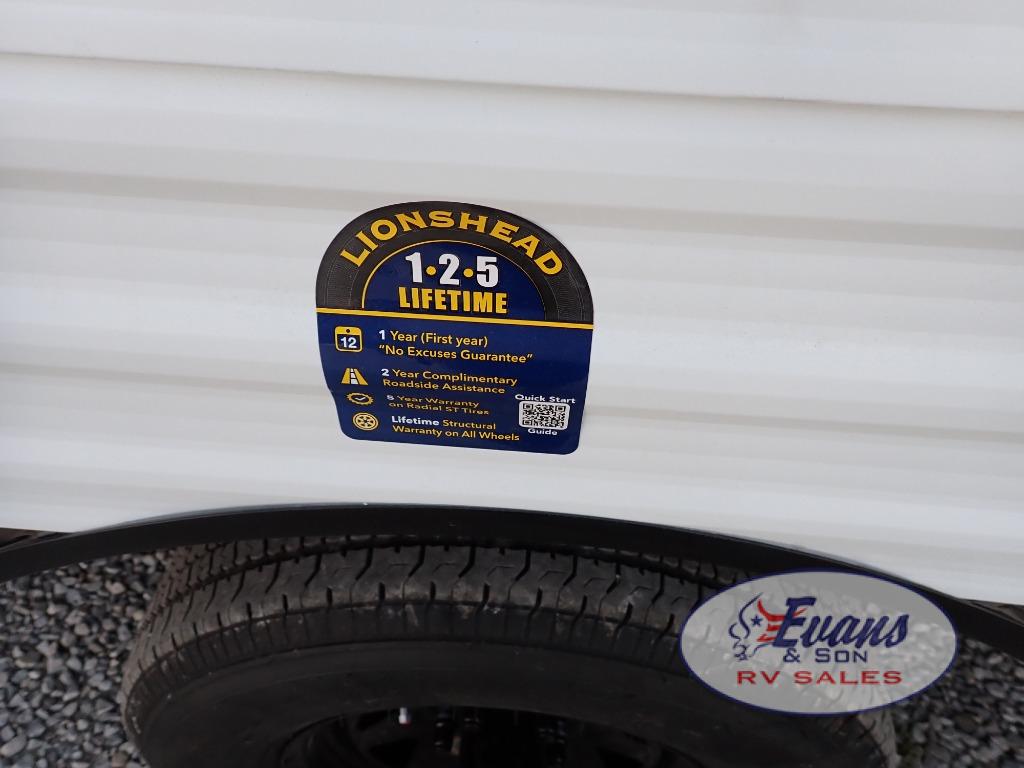 LIONSHEAD
1•2•5
LIFETIME
12
1 Year (First year)
"No Excuses Guarantee"
2 Year Complimentary
Roadside Assistance
5 Year Warranty
on Radial ST Tires
Lifetime Structural
Warranty on All Wheels
Quick Start
Guide
Evans
& SON
RV SALES